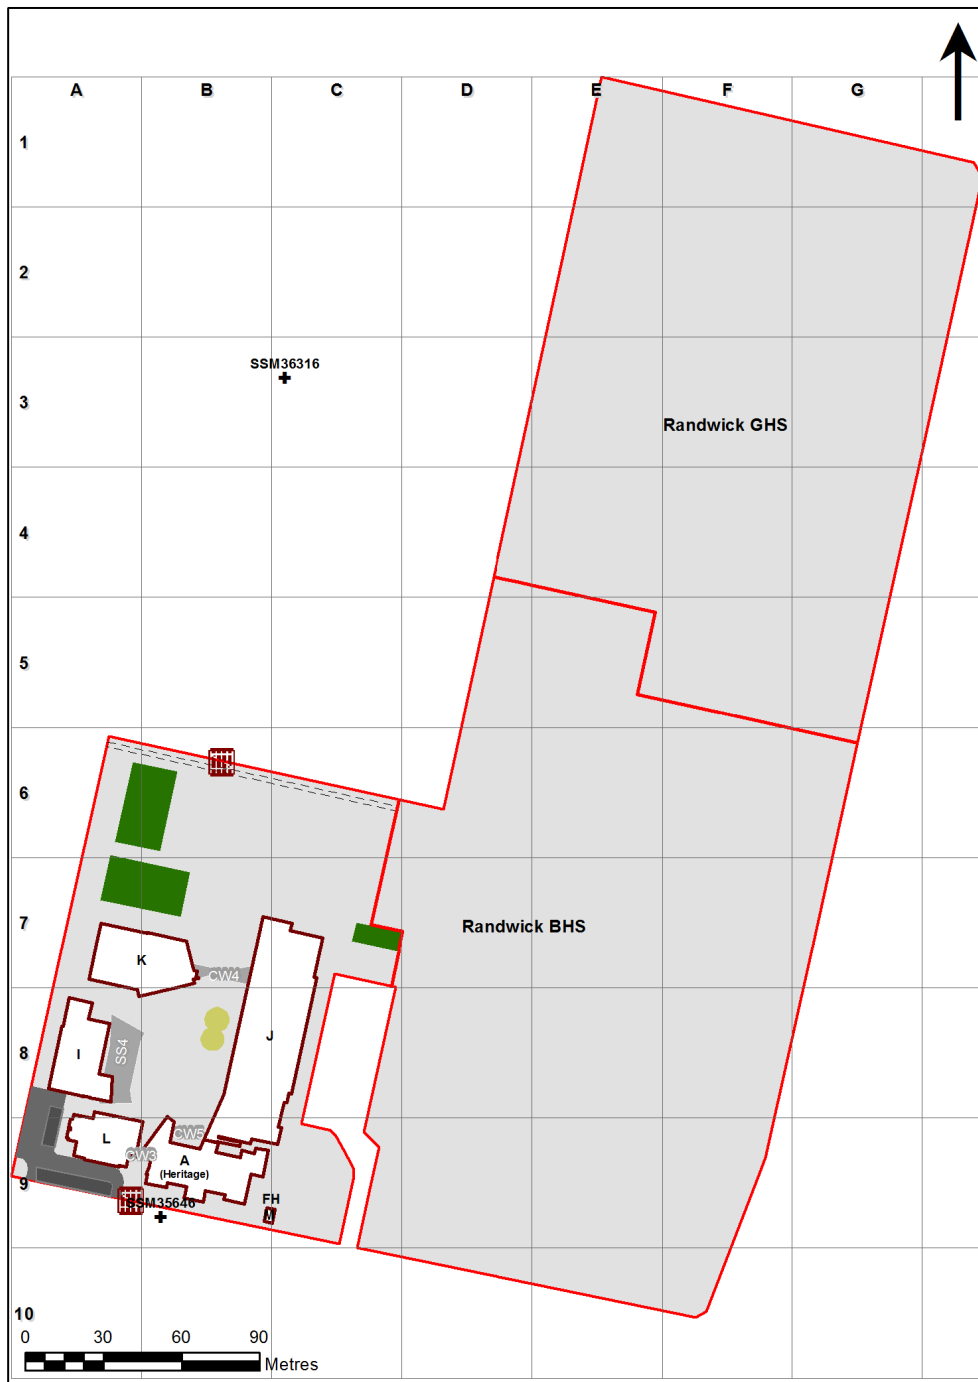 A B C D E F G
1
2
SSM36316
3
Randwick GHS
4
5
6
7
Randwick BHS
K
CW4
J
8
I
SS4
L
CW5
CW3
A
(Heritage)
9
FH
M
SSM35646
10
0 30 60 90
Metres